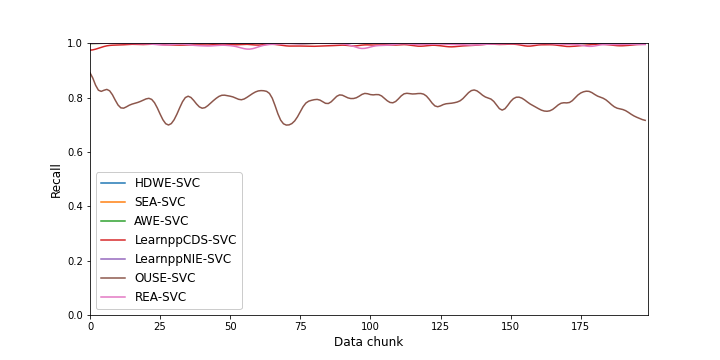 1.0
0.8
0.6
0.4
0.2
0.0
Recall
HDWE-SVC
SEA-SVC
AWE-SVC
LearnppCDS-SVC
LearnppNIE-SVC
OUSE-SVC
REA-SVC
0 25 50 75 100 125 150 175
Data chunk